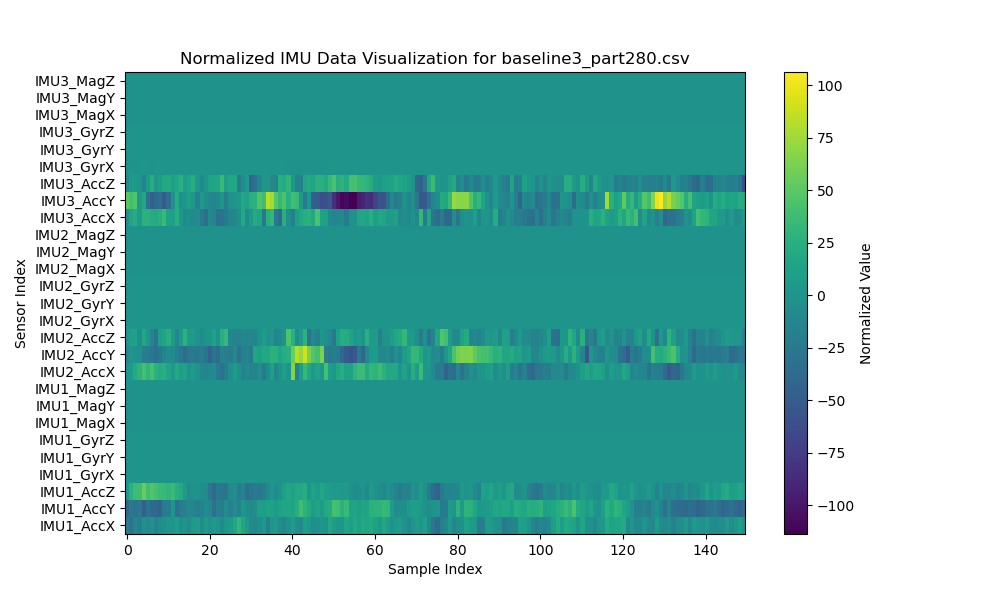 Normalized IMU Data Visualization for baseline3_part280.csv
IMU3_MagZ
IMU3_MagY
IMU3_MagX
IMU3_GyrZ
IMU3_GyrY
IMU3_GyrX
IMU3_AccZ
IMU3_AccY
IMU3_AccX
IMU2_MagZ
IMU2_MagY
IMU2_MagX
IMU2_GyrZ
IMU2_GyrY
IMU2_GyrX
IMU2_AccZ
IMU2_AccY
IMU2_AccX
IMU1_MagZ
IMU1_MagY
IMU1_MagX
IMU1_GyrZ
IMU1_GyrY
IMU1_GyrX
IMU1_AccZ
IMU1_AccY
IMU1_AccX
Sensor Index
0 20 40 60 80 100 120 140
Sample Index
100
75
50
25
0
−25
−50
−75
−100
Normalized Value